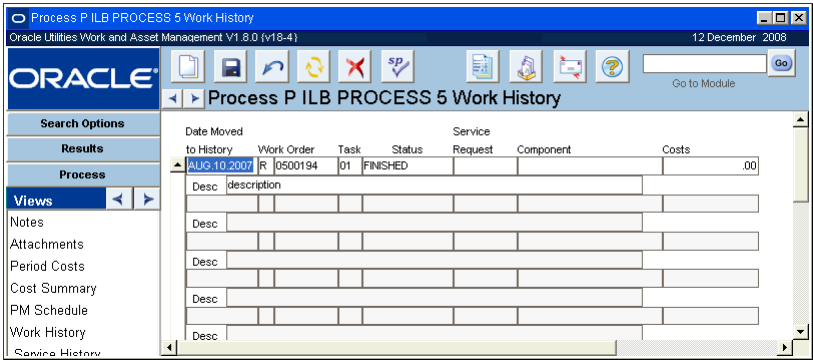 Process P ILB PROCESS 5 Work History
Oracle Utilities Work and Asset Management V1.8.0 (v18-4) 12 December 2008
ORACLE
sp
Go
Go to Module
Process P ILB PROCESS 5 Work History
Search Options
Results
Process
Views
Notes
Attachments
Period Costs
Cost Summary
PM Schedule
Work History
Service History
Date Moved Service
to History Work Order Task Status Request Component Costs
AUG.10.2007 R 0500194 01 FINISHED .00
Desc description
Desc
Desc
Desc
Desc